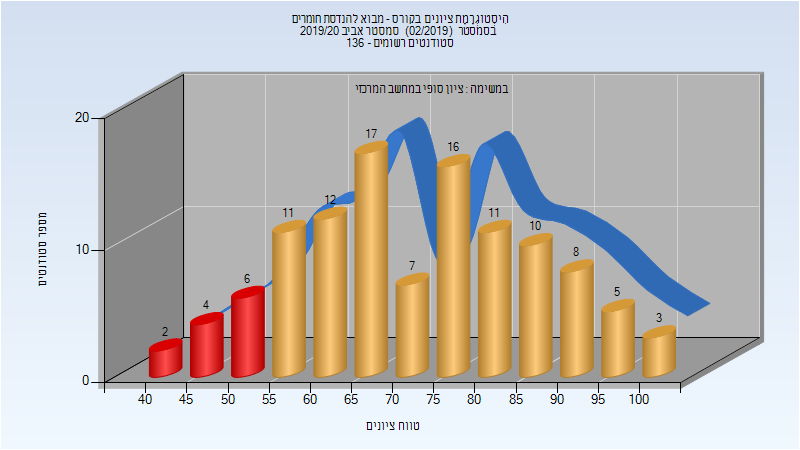 היסטוגרמת ציונים בקורס - מבוא להנדסת חומרים
בסמסטר (02/2019) סמסטר אביב 2019/20
סטודנטים רשומים - 136
במשימה : ציון סופי במחשב המרכזי
מספר סטודנטים
20
10
0
2
4
6
11
12
17
7
16
11
10
8
5
3
40 45 50 55 60 65 70 75 80 85 90 95 100
טווח ציונים